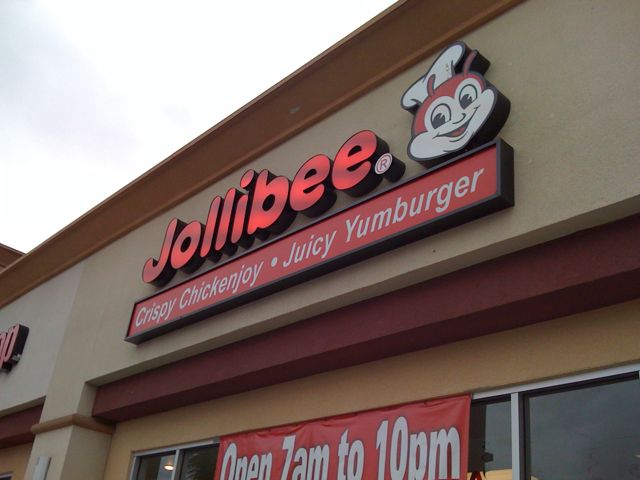 Jollibee®
Crispy Chickenjoy • Juicy Yumburger
Open 7am to 10pm